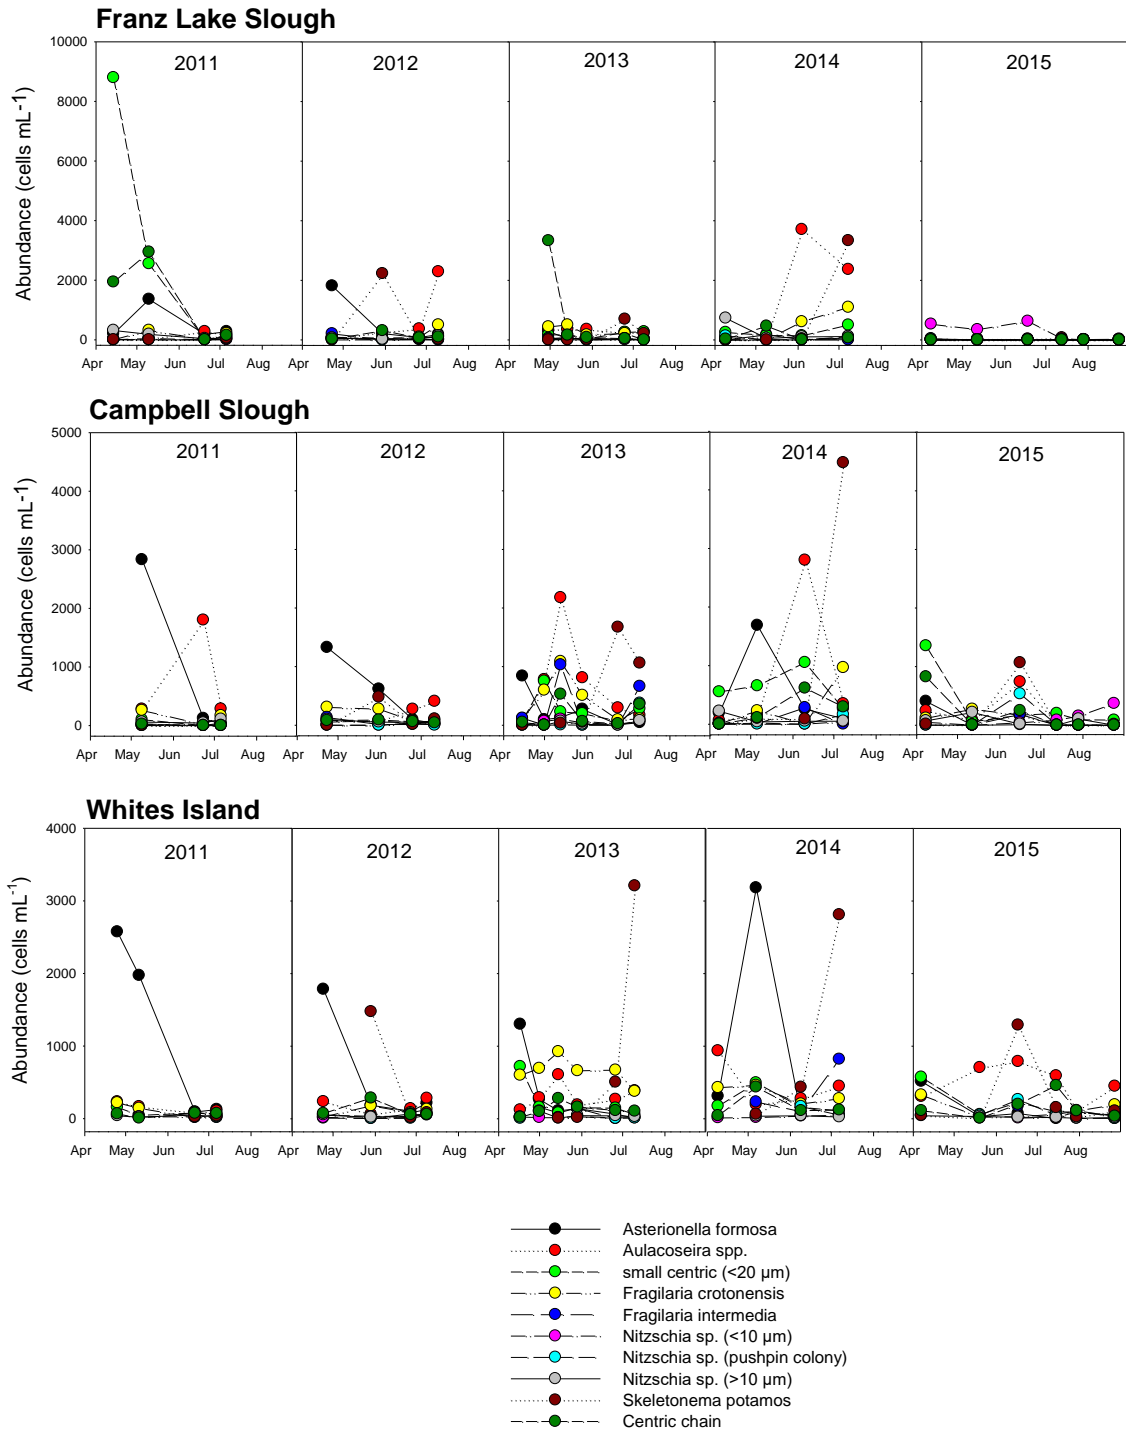 Franz Lake Slough
10000
8000
6000
4000
2000
0
Abundance (cells mL-1)
2011
2012
2013
2014
2015
Apr May Jun Jul Aug Apr May Jun Jul Aug Apr May Jun Jul Aug Apr May Jun Jul Aug Apr May Jun Jul Aug
Campbell Slough
5000
4000
3000
2000
1000
0
Abundance (cells mL-1)
2011
2012
2013
2014
2015
Apr May Jun Jul Aug Apr May Jun Jul Aug Apr May Jun Jul Aug Apr May Jun Jul Aug Apr May Jun Jul Aug
Whites Island
4000
3000
2000
1000
0
Abundance (cells mL-1)
2011
2012
2013
2014
2015
Apr May Jun Jul Aug Apr May Jun Jul Aug Apr May Jun Jul Aug Apr May Jun Jul Aug Apr May Jun Jul Aug
Asterionella formosa
Aulacoseira spp.
small centric (<20 µm)
Fragilaria crotonensis
Fragilaria intermedia
Nitzschia sp. (<10 µm)
Nitzschia sp. (pushpin colony)
Nitzschia sp. (>10 µm)
Skeletonema potamos
Centric chain